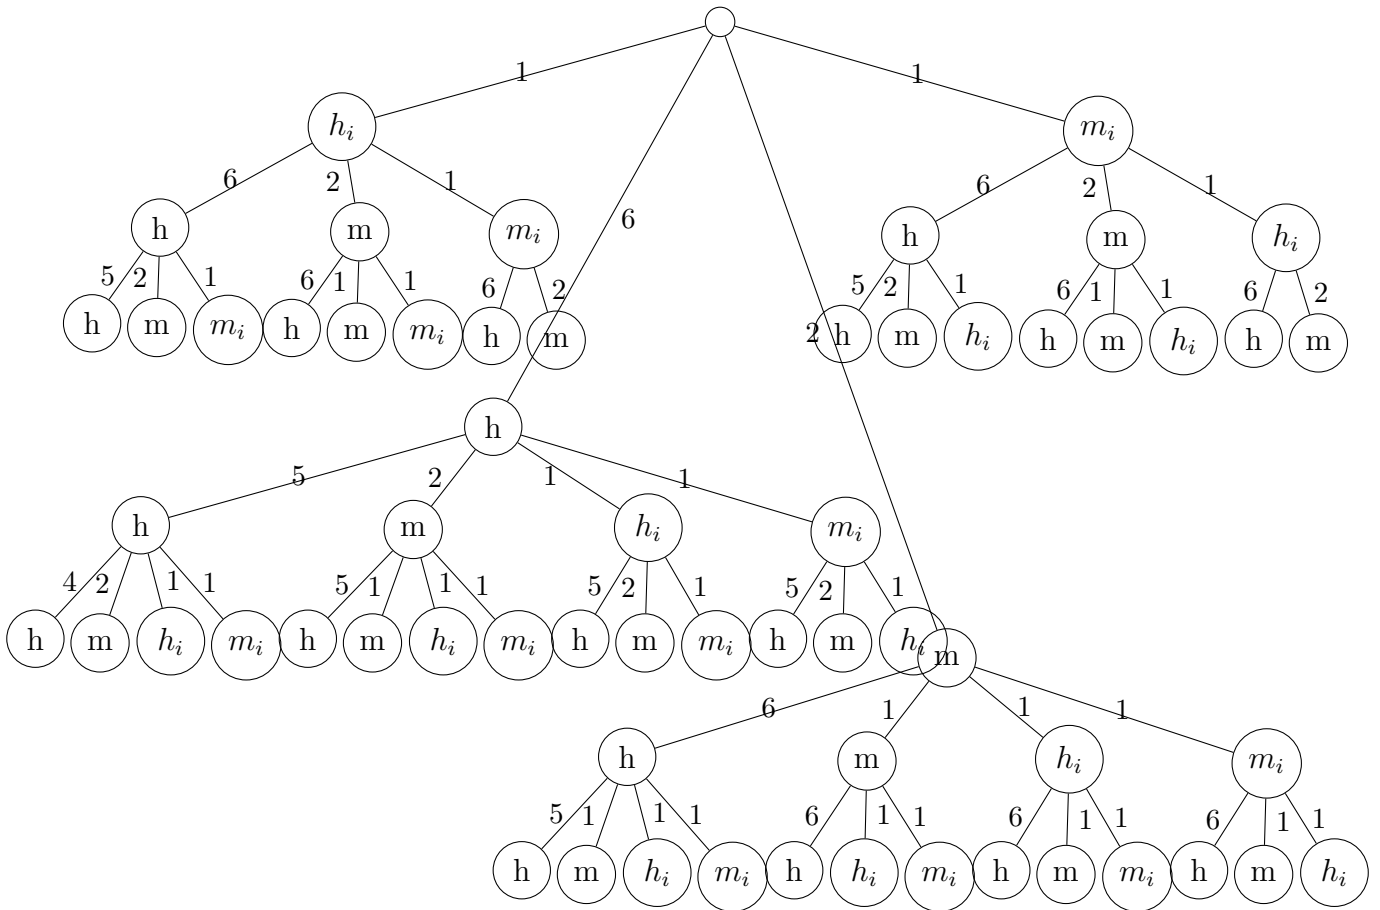 1 1
h_i m_i
6 2 1 6 2 1
h m m_i h m h_i
6
5 2 1 6 1 1 6 2 5 2 1 6 1 1 6 2
h m m_i h m m_i h m 2 h m h_i h m h_i h m
h
5 2 1 1
h m h_i m_i
4 2 1 1 5 1 1 1 5 2 1 5 2 1
h m h_i m_i h m h_i m_i h m m_i h m h_i
m
6 1 1 1
h m h_i m_i
5 1 1 1 6 1 1 6 1 1 6 1 1
h m h_i m_i h h_i m_i h m m_i h m h_i